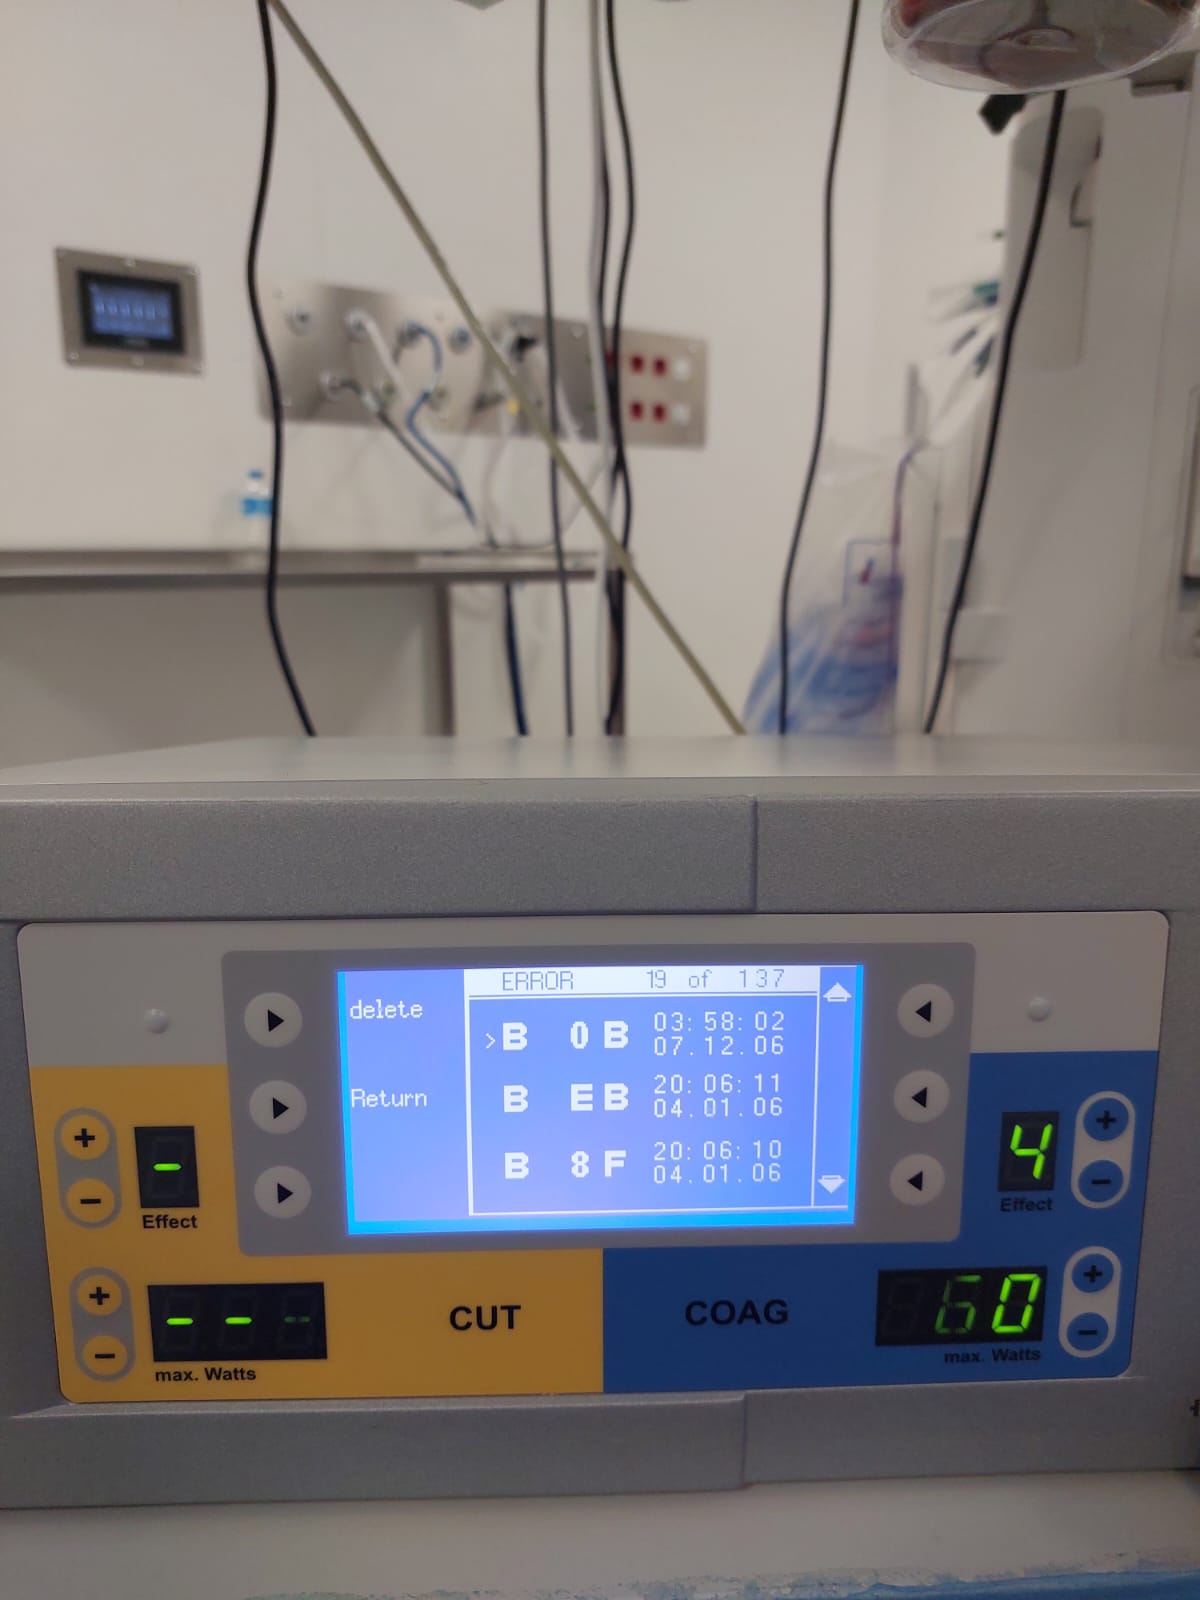 ERROR 19 of 137
delete
>B 0B 03:58:02
07.12.06
Return
B EB 20:06:11
04.01.06
B 8F 20:06:10
04.01.06
+
-
-
Effect
+
-
---
max. Watts
CUT
COAG
4
+
-
Effect
60
+
-
max. Watts